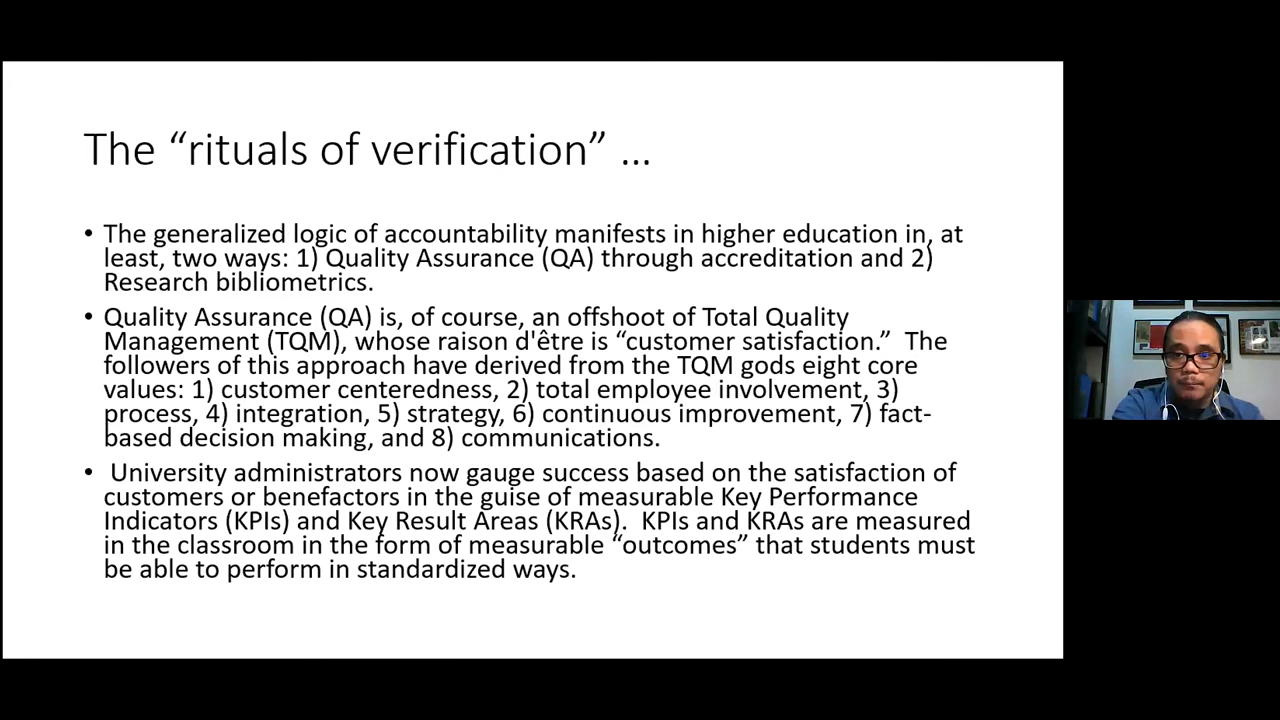 The “rituals of verification” ...
• The generalized logic of accountability manifests in higher education in, at
least, two ways: 1) Quality Assurance (QA) through accreditation and 2)
Research bibliometrics.
• Quality Assurance (QA) is, of course, an offshoot of Total Quality
Management (TQM), whose raison d'être is “customer satisfaction.”  The
followers of this approach have derived from the TQM gods eight core
values: 1) customer centeredness, 2) total employee involvement, 3)
process, 4) integration, 5) strategy, 6) continuous improvement, 7) fact-
based decision making, and 8) communications.
• University administrators now gauge success based on the satisfaction of
customers or benefactors in the guise of measurable Key Performance
Indicators (KPIs) and Key Result Areas (KRAs).  KPIs and KRAs are measured
in the classroom in the form of measurable “outcomes” that students must
be able to perform in standardized ways.